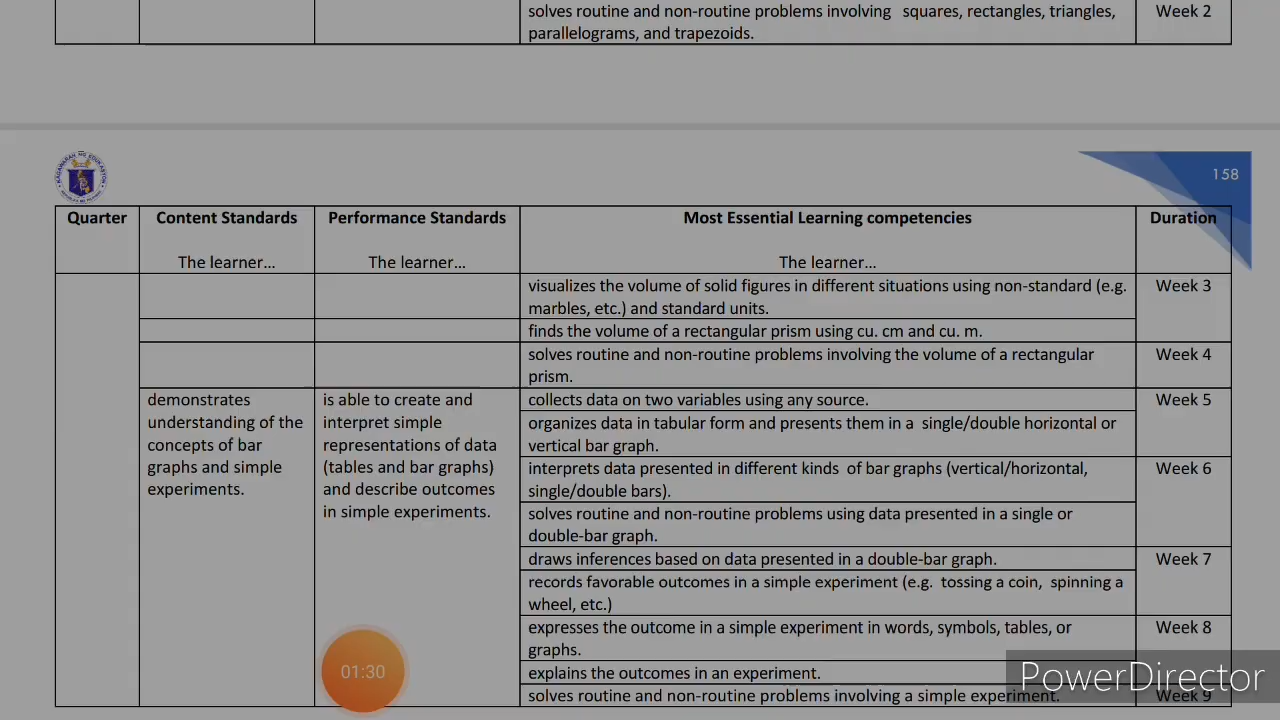 solves routine and non-routine problems involving squares, rectangles, triangles,
parallelograms, and trapezoids.
Week 2
158
Quarter
Content Standards
The learner...
Performance Standards
The learner...
Most Essential Learning competencies
The learner...
Duration
visualizes the volume of solid figures in different situations using non-standard (e.g.
marbles, etc.) and standard units.
Week 3
finds the volume of a rectangular prism using cu. cm and cu. m.
solves routine and non-routine problems involving the volume of a rectangular
prism.
Week 4
demonstrates
understanding of the
concepts of bar
graphs and simple
experiments.
is able to create and
interpret simple
representations of data
(tables and bar graphs)
and describe outcomes
in simple experiments.
collects data on two variables using any source.
Week 5
organizes data in tabular form and presents them in a single/double horizontal or
vertical bar graph.
interprets data presented in different kinds of bar graphs (vertical/horizontal,
single/double bars).
Week 6
solves routine and non-routine problems using data presented in a single or
double-bar graph.
draws inferences based on data presented in a double-bar graph.
Week 7
records favorable outcomes in a simple experiment (e.g. tossing a coin, spinning a
wheel, etc.)
expresses the outcome in a simple experiment in words, symbols, tables, or
graphs.
Week 8
explains the outcomes in an experiment.
solves routine and non-routine problems involving a simple experiment.
Week 9
01:30
PowerDirector